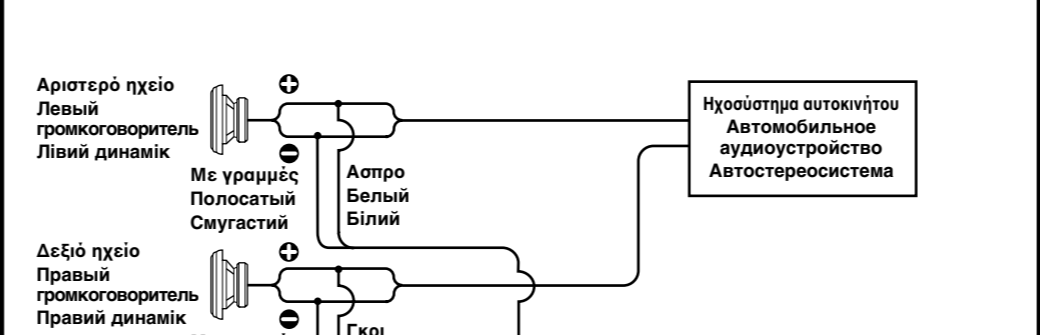 Αριστερό ηχείο
Левый
громкоговоритель
Лівий динамік
Με γραμμές
Полосатый
Смугастий
Ασπρο
Белый
Білий
Ηχοσύστημα αυτοκινήτου
Автомобильное
аудиоустройство
Автостереосистема
Δεξιό ηχείο
Правый
громкоговоритель
Правий динамік
Γκρι